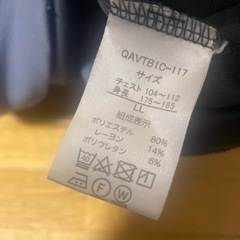 QAVTB1C-117
サイズ
チェスト 104~112
身長 175~185
LL
組成表示
ポリエステル 80%
レーヨン 14%
ポリウレタン 6%
40
F W